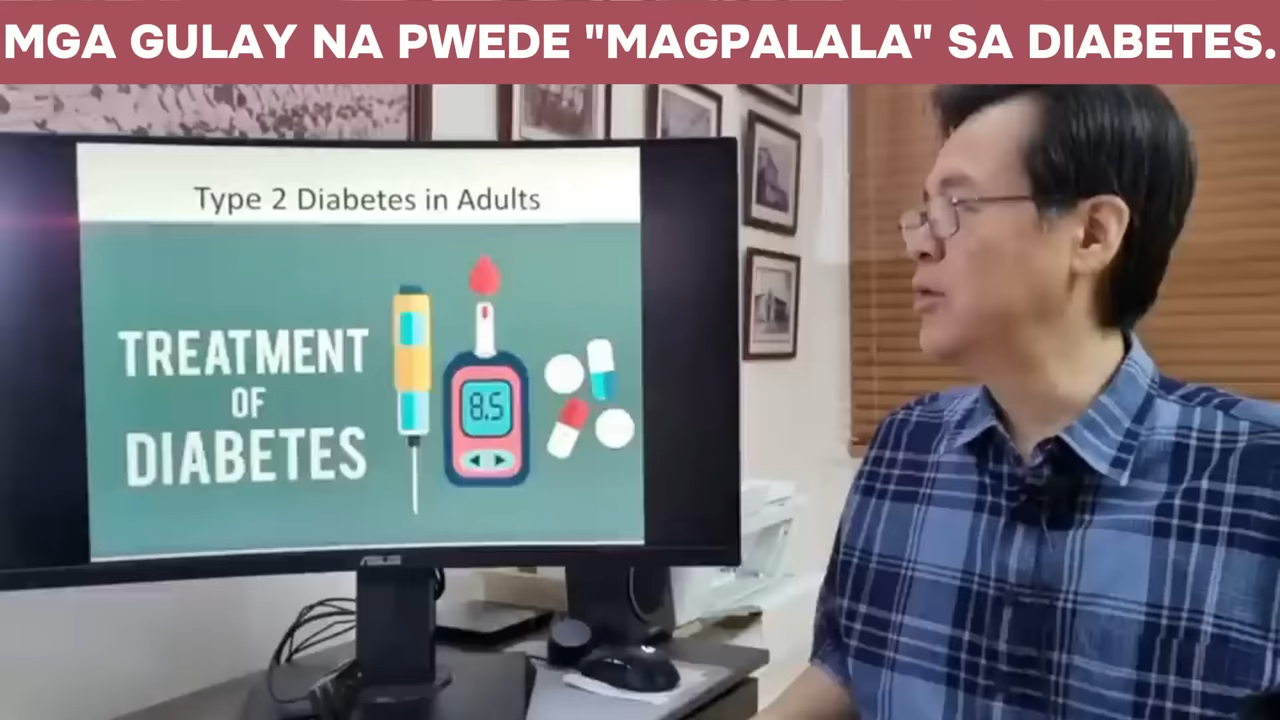 MGA GULAY NA PWEDE "MAGPALALA" SA DIABETES.
Type 2 Diabetes in Adults
TREATMENT
OF
DIABETES
8.5
ASUS